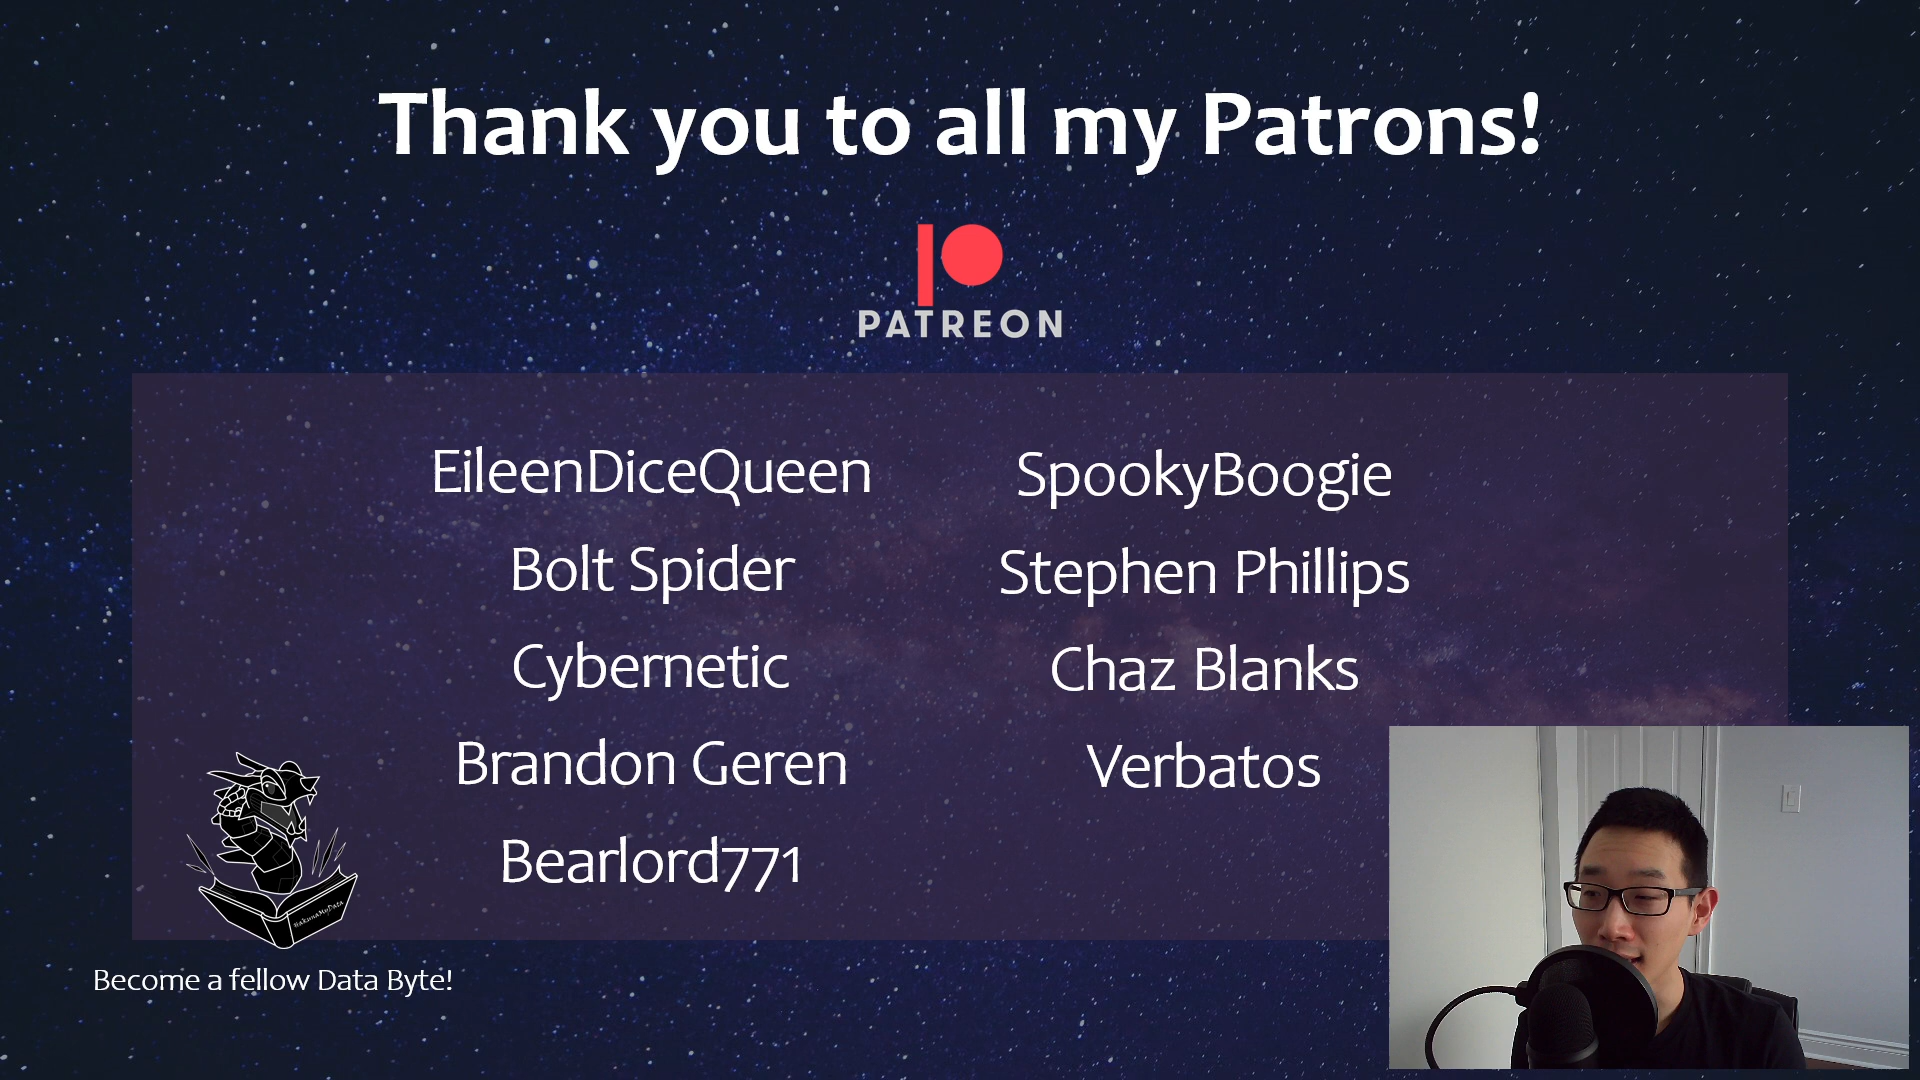 Thank you to all my Patrons!
PATREON
EileenDiceQueen
Bolt Spider
Cybernetic
Brandon Geren
Bearlord771
SpookyBoogie
Stephen Phillips
Chaz Blanks
Verbatos
HakunaMyData
Become a fellow Data Byte!